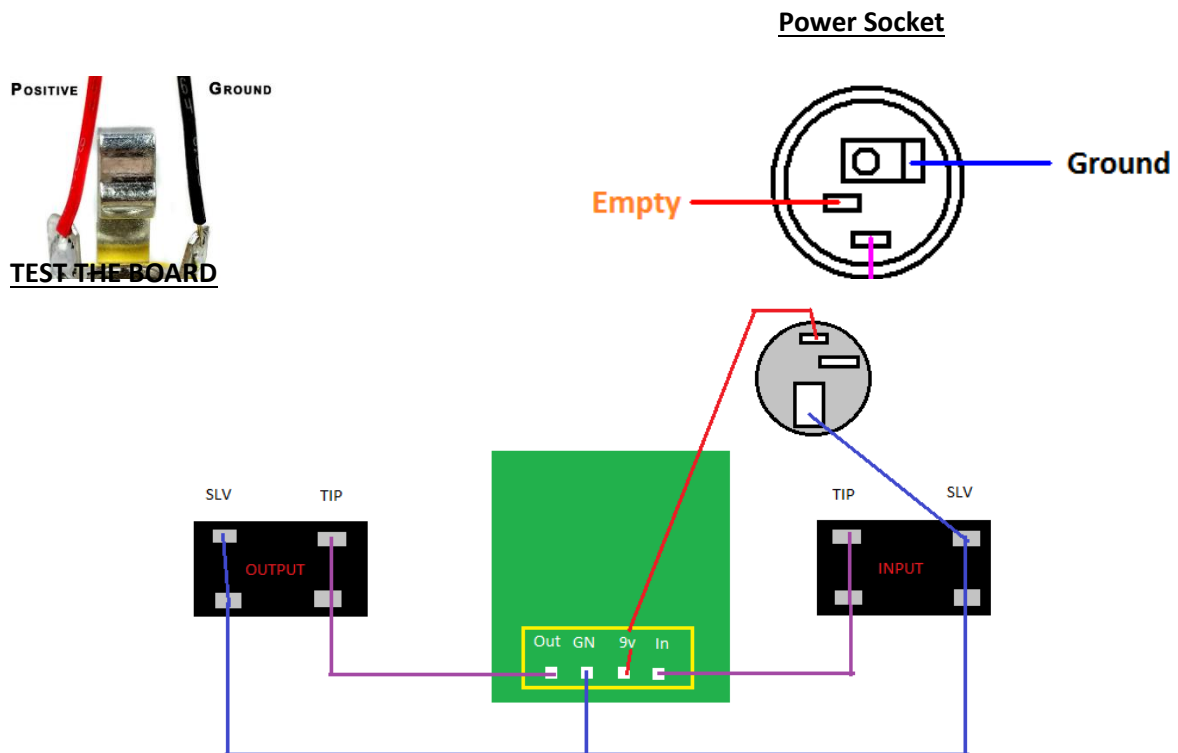 Power Socket
POSITIVE GROUND
Ground
Empty
TEST THE BOARD
SLV TIP TIP SLV
OUTPUT INPUT
Out GN 9v In